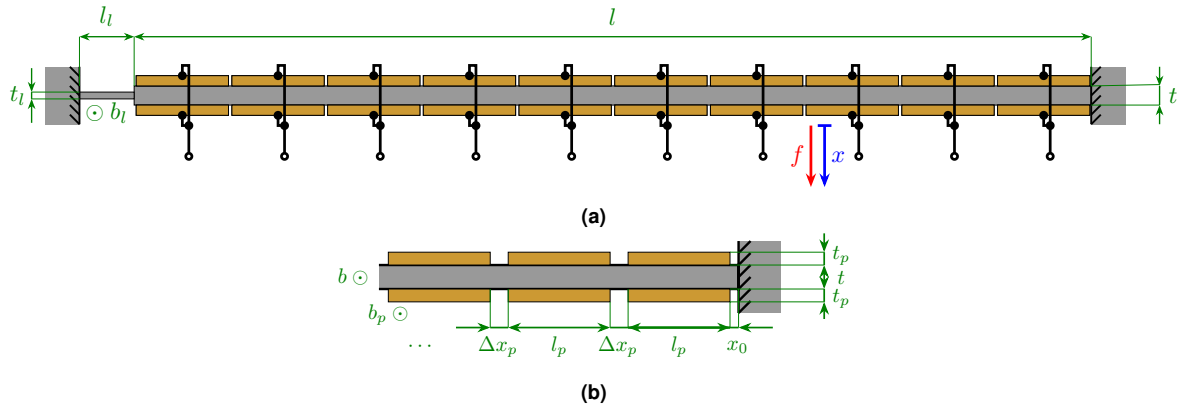 l_l l
t_l ⊙ b_l f x t
(a)
t_p
b ⊙ t
b_p ⊙ t_p
⋯ Δx_p l_p Δx_p l_p x_0
(b)